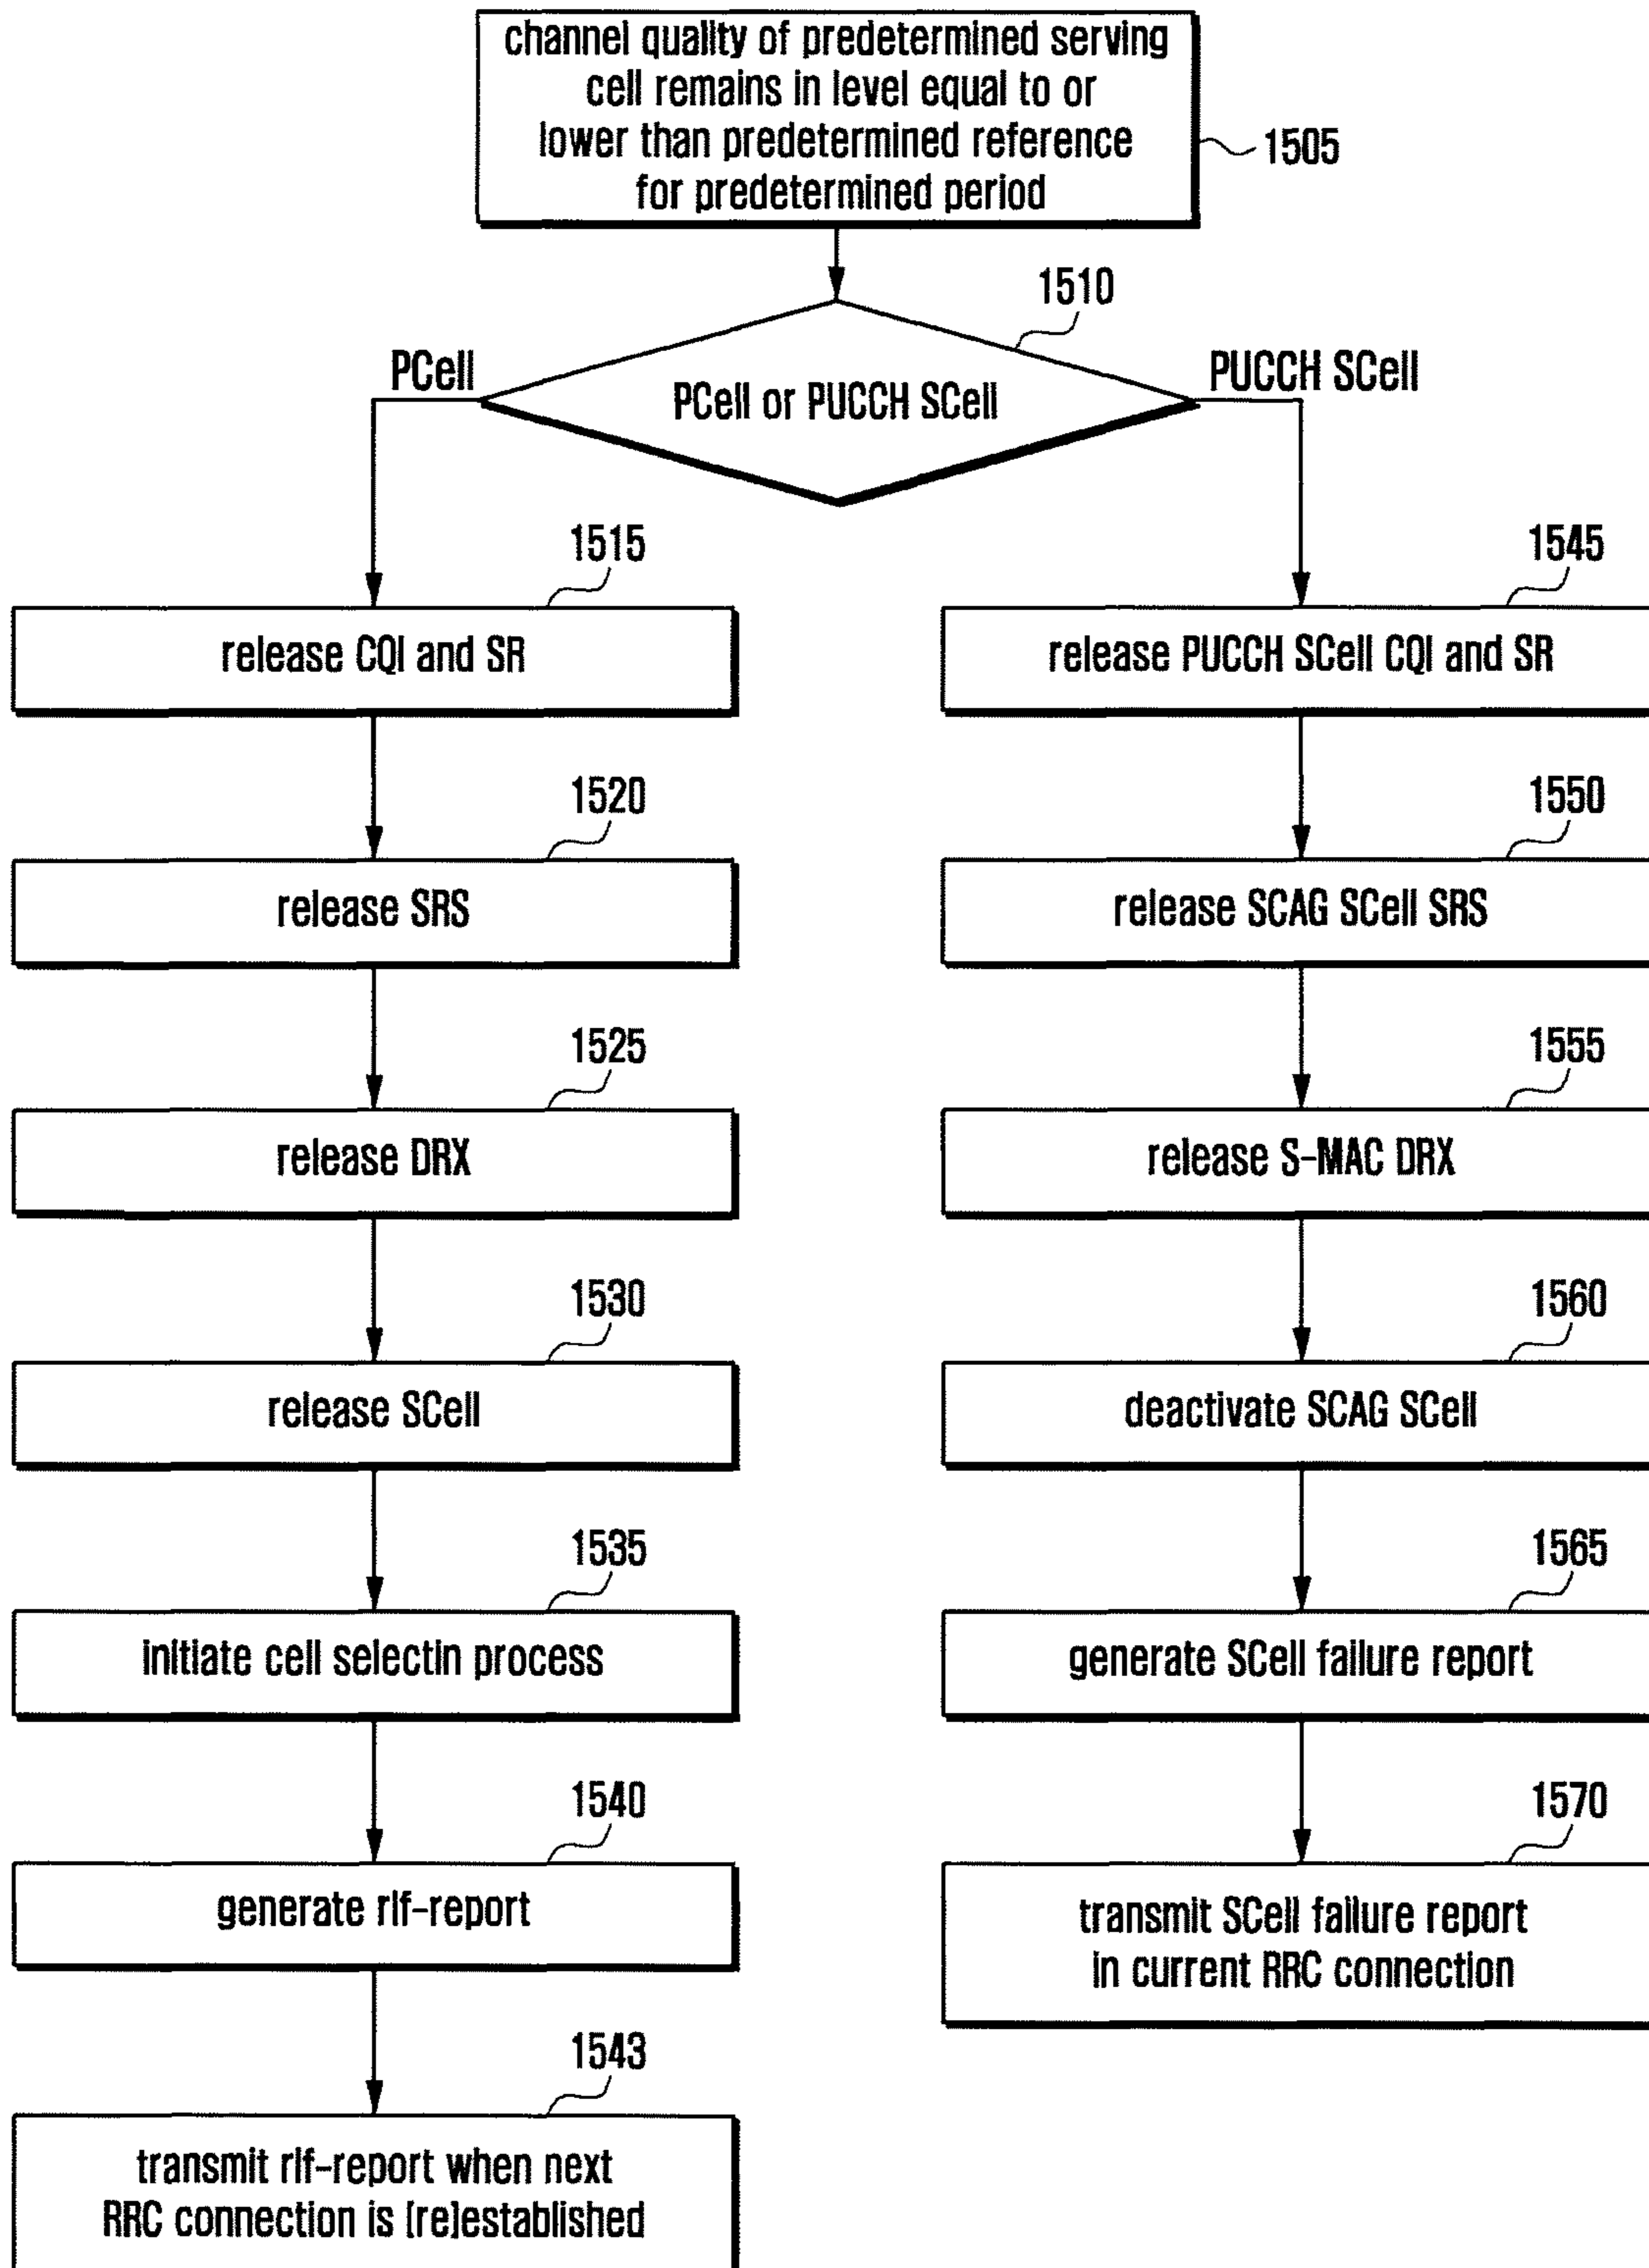 channel quality of predetermined serving
cell remains in level equal to or
lower than predetermined reference
for predetermined period
1505
1510
PCell
PUCCH SCell
PCell or PUCCH SCell
1515
release CQI and SR
1520
release SRS
1525
release DRX
1530
release SCell
1535
initiate cell selectin process
1540
generate rlf-report
1543
transmit rlf-report when next
RRC connection is (re)established
1545
release PUCCH SCell CQI and SR
1550
release SCAG SCell SRS
1555
release S-MAC DRX
1560
deactivate SCAG SCell
1565
generate SCell failure report
1570
transmit SCell failure report
in current RRC connection